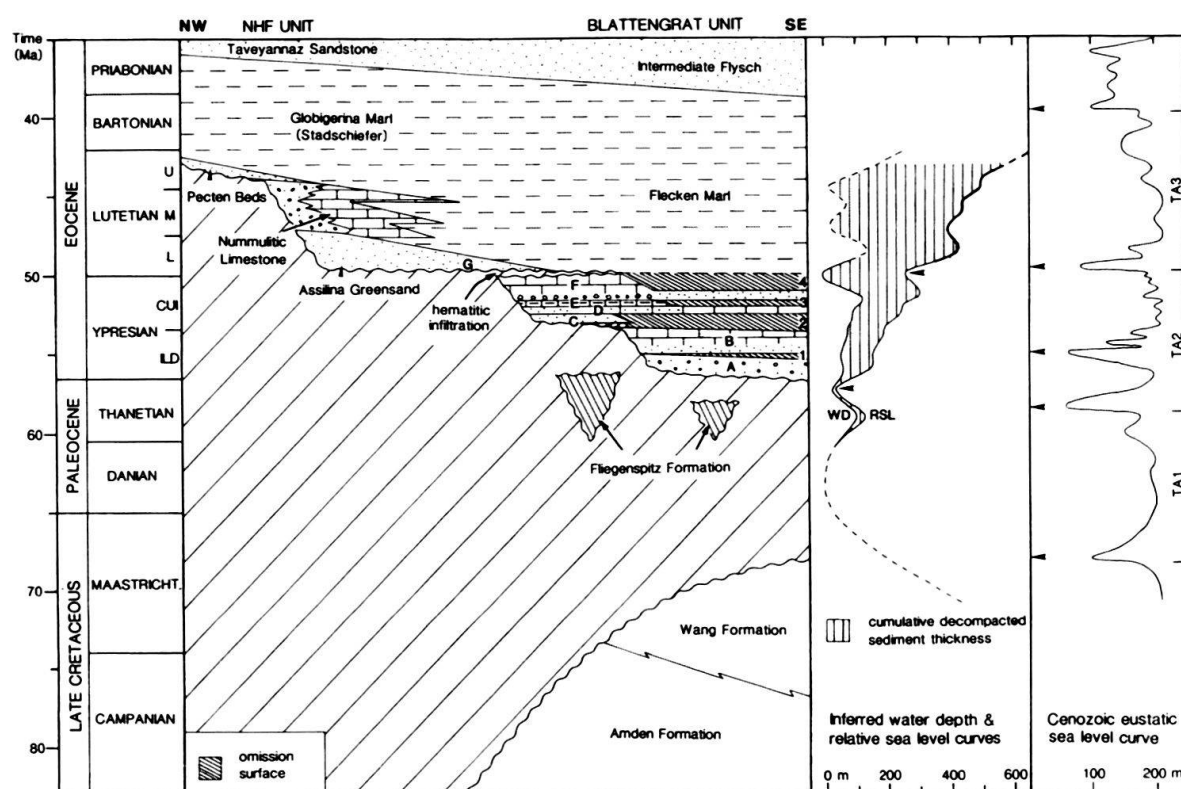 NW NHF UNIT BLATTENGRAT UNIT SE
Time
(Ma)
40
50
60
70
80
EOCENE
PALEOCENE
LATE CRETACEOUS
PRIABONIAN
BARTONIAN
U
LUTETIAN M
L
CUI
YPRESIAN
ILD
THANETIAN
DANIAN
MAASTRICHT.
CAMPANIAN
Taveyannaz Sandstone
Intermediate Flysch
Globigerina Marl
(Stadschiefer)
Pecten Beds
Flecken Marl
Nummulitic
Limestone
G
Assilina Greensand
hematitic
infiltration
F
E
D
C
B
A
4
3
2
1
Fliegenspitz Formation
Wang Formation
Amden Formation
omission
surface
WD RSL
cumulative decompacted
sediment thickness
Inferred water depth &
relative sea level curves
0 m 200 400 600
TA3
TA2
TA1
Cenozoic eustatic
sea level curve
100 200 m